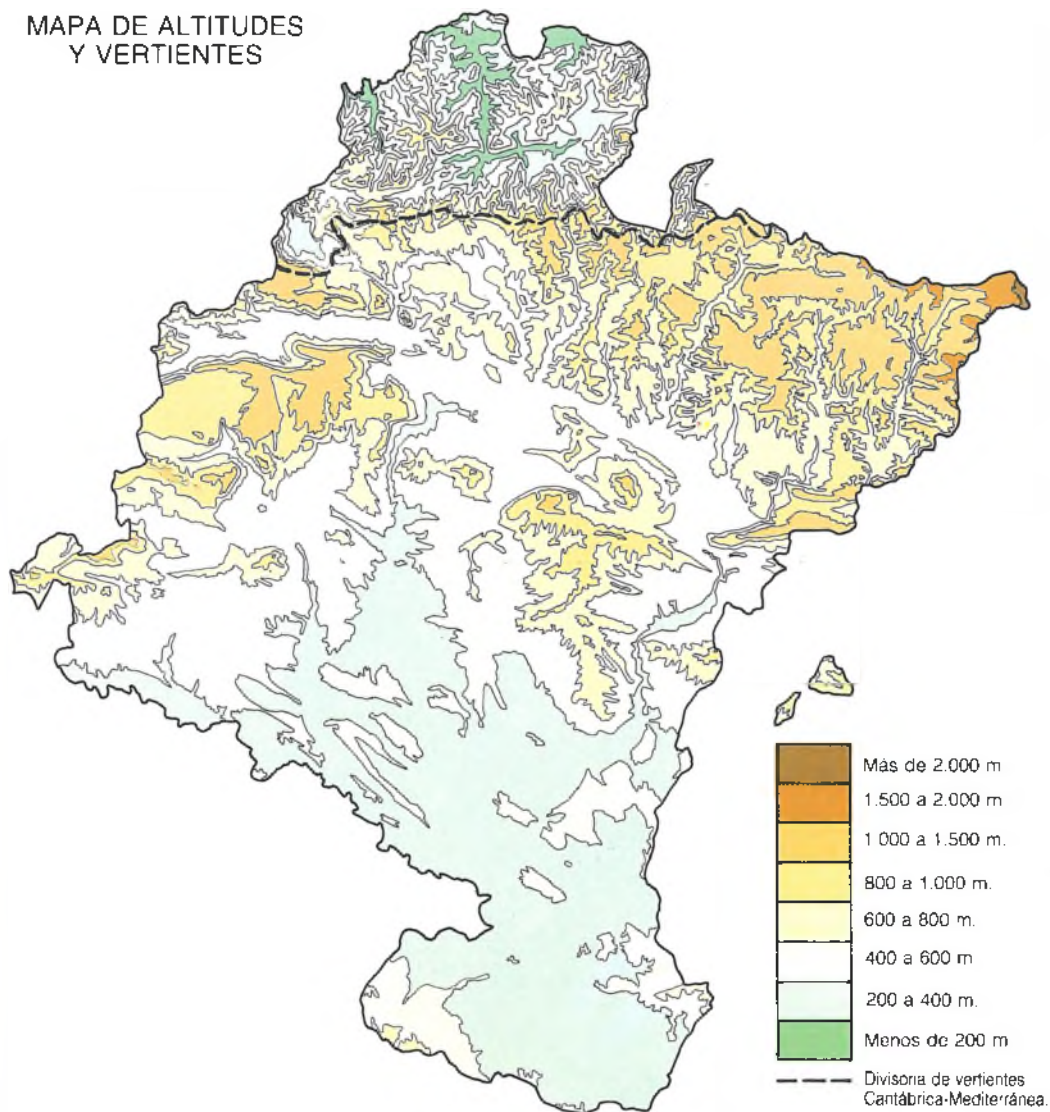 MAPA DE ALTITUDES
Y VERTIENTES
Más de 2.000 m
1.500 a 2.000 m
1 000 a 1.500 m.
800 a 1.000 m.
600 a 800 m.
400 a 600 m
200 a 400 m.
Menos de 200 m
Divisoria de vertientes
Cantábrica-Mediterránea.